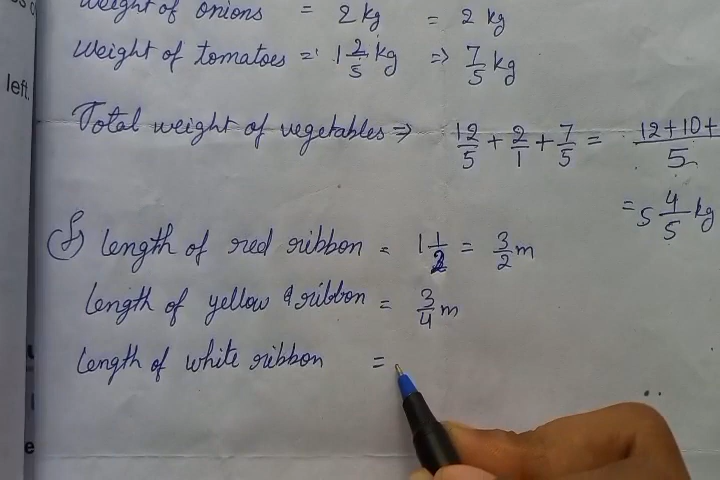 Weight of onions = 2 kg = 2 kg
Weight of tomatoes = 1 2/5 kg => 7/5 kg
left.
Total weight of vegetables => 12/5 + 2/1 + 7/5 = 12+10+ / 5
= 5 4/5 kg
f) length of red ribbon = 1 1/2 = 3/2 m
length of yellow ribbon = 3/4 m
length of white ribbon =
e